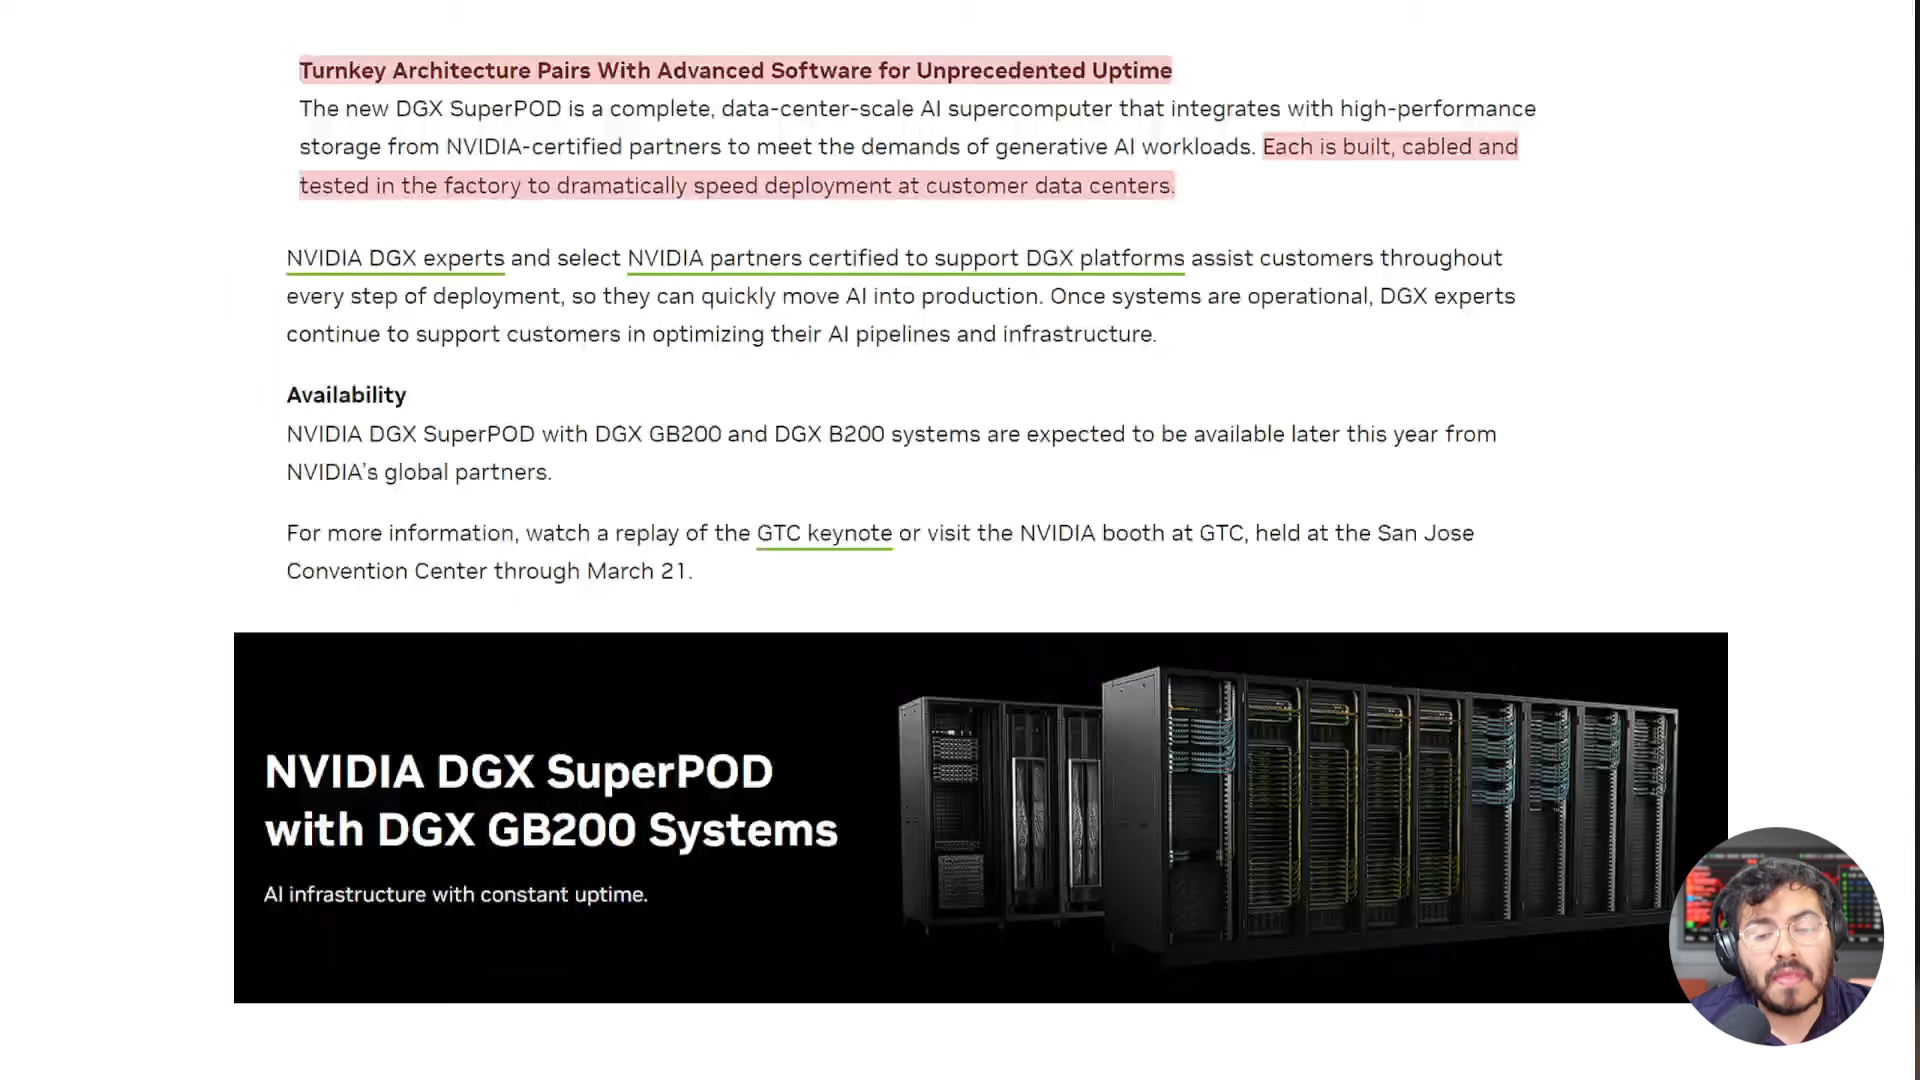 Turnkey Architecture Pairs With Advanced Software for Unprecedented Uptime
The new DGX SuperPOD is a complete, data-center-scale AI supercomputer that integrates with high-performance
storage from NVIDIA-certified partners to meet the demands of generative AI workloads. Each is built, cabled and
tested in the factory to dramatically speed deployment at customer data centers.
NVIDIA DGX experts and select NVIDIA partners certified to support DGX platforms assist customers throughout
every step of deployment, so they can quickly move AI into production. Once systems are operational, DGX experts
continue to support customers in optimizing their AI pipelines and infrastructure.
Availability
NVIDIA DGX SuperPOD with DGX GB200 and DGX B200 systems are expected to be available later this year from
NVIDIA’s global partners.
For more information, watch a replay of the GTC keynote or visit the NVIDIA booth at GTC, held at the San Jose
Convention Center through March 21.
NVIDIA DGX SuperPOD
with DGX GB200 Systems
AI infrastructure with constant uptime.